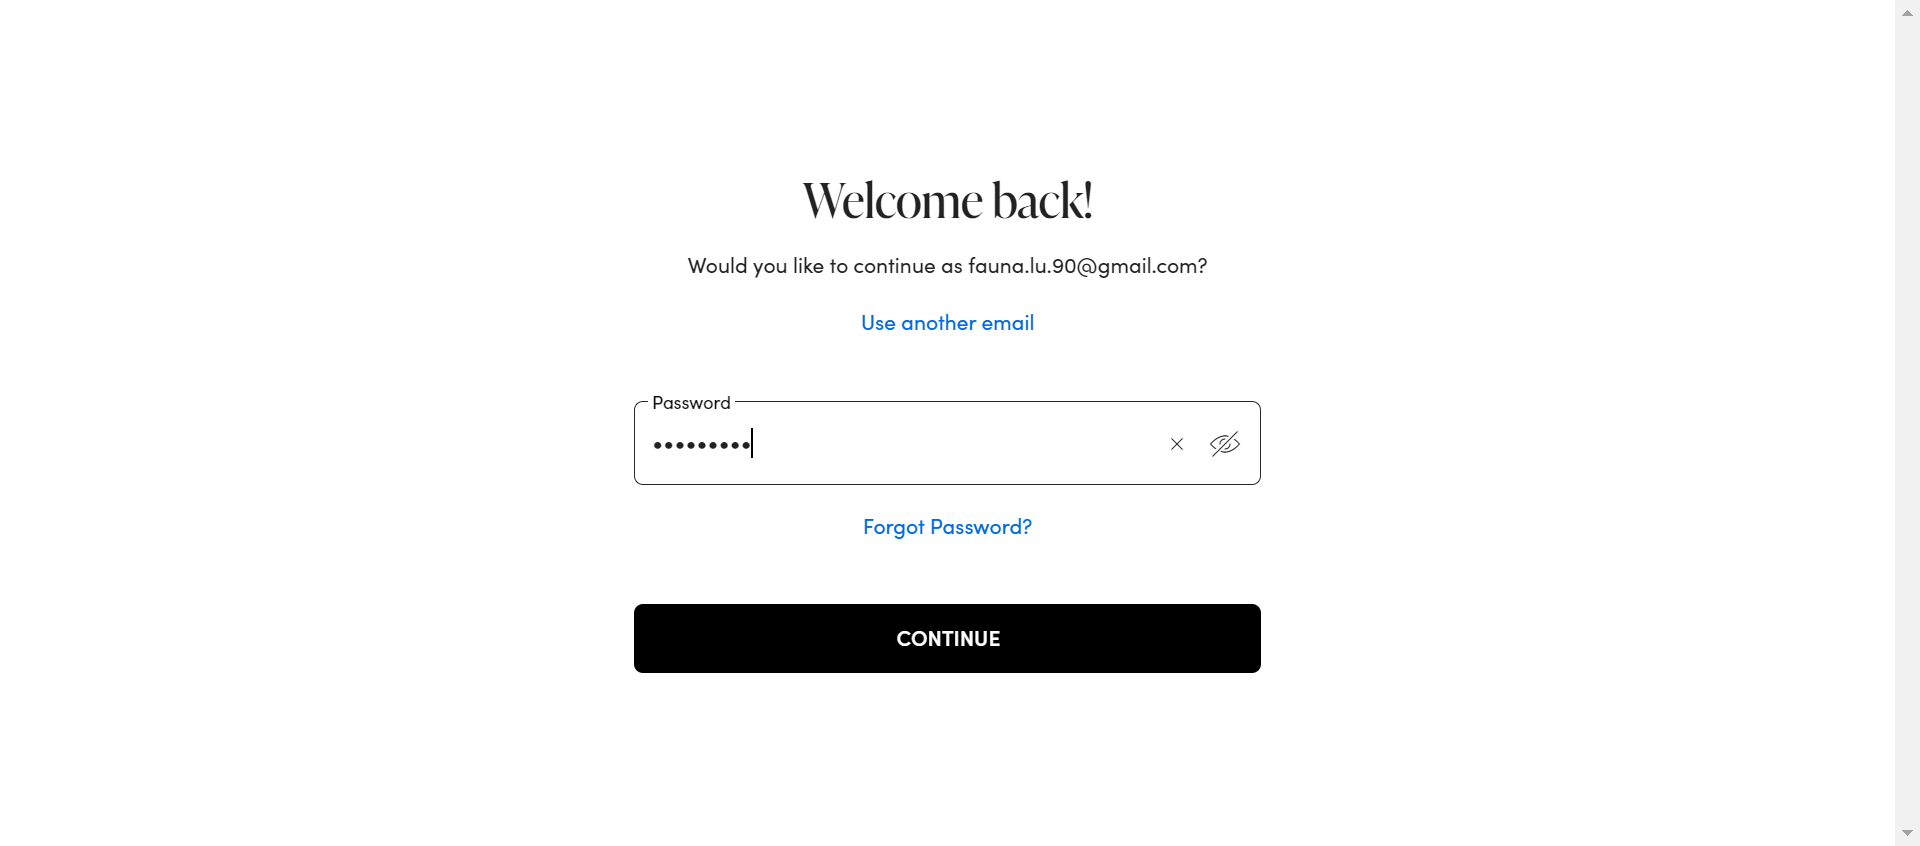 Welcome back!
Would you like to continue as fauna.lu.90@gmail.com?
Use another email
Password
•••••••••
Forgot Password?
CONTINUE